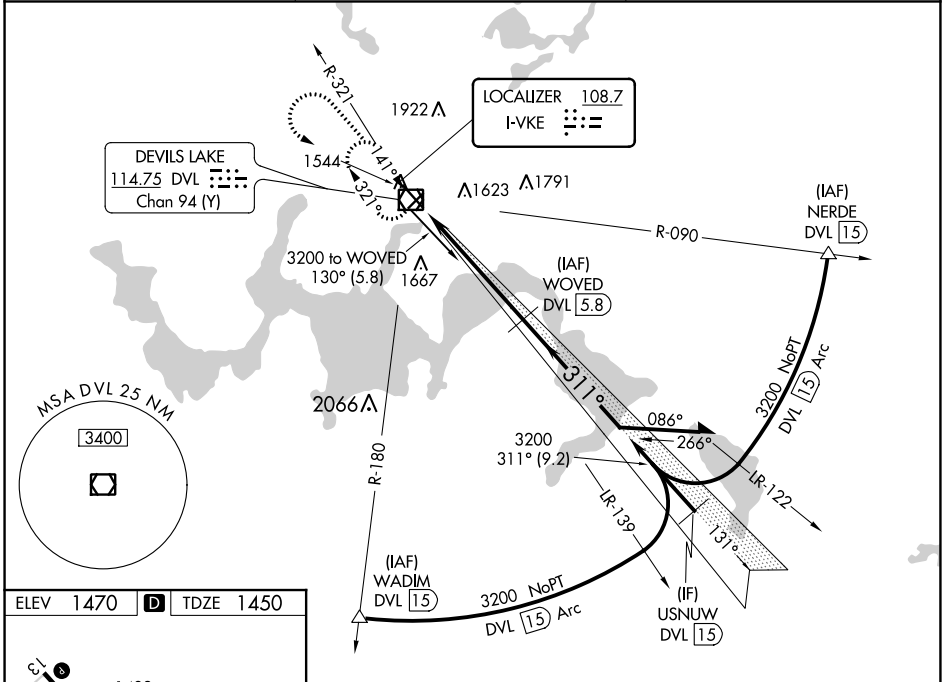 R-321
1922
LOCALIZER 108.7
I-VKE
DEVILS LAKE
114.75 DVL
Chan 94 (Y)
1544
141°
321°
1623
1791
(IAF)
NERDE
DVL 15
R-090
3200 to WOVED
130° (5.8)
1667
(IAF)
WOVED
DVL 5.8
3200 NoPT
DVL 15 Arc
MSA DVL 25 NM
3400
2066
R-180
311°
086°
266°
3200
311° (9.2)
LR-122
LR-139
131°
(IAF)
WADIM
DVL 15
3200 NoPT
DVL 15 Arc
(IF)
USNUW
DVL 15
ELEV 1470 D TDZE 1450
13